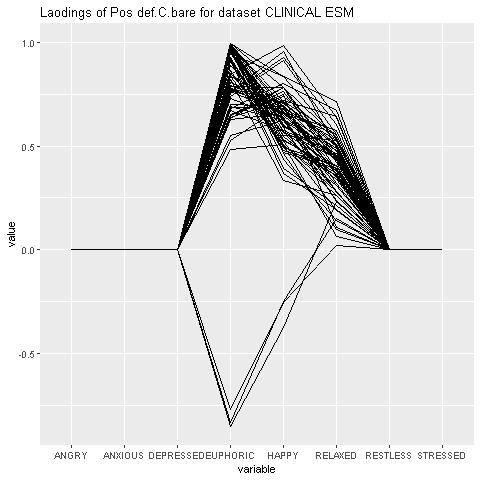 Laodings of Pos def.C.bare for dataset CLINICAL ESM
1.0
0.5
0.0
-0.5
value
ANGRY ANXIOUS DEPRESSEDEUPHORIC HAPPY RELAXED RESTLESS STRESSED
variable